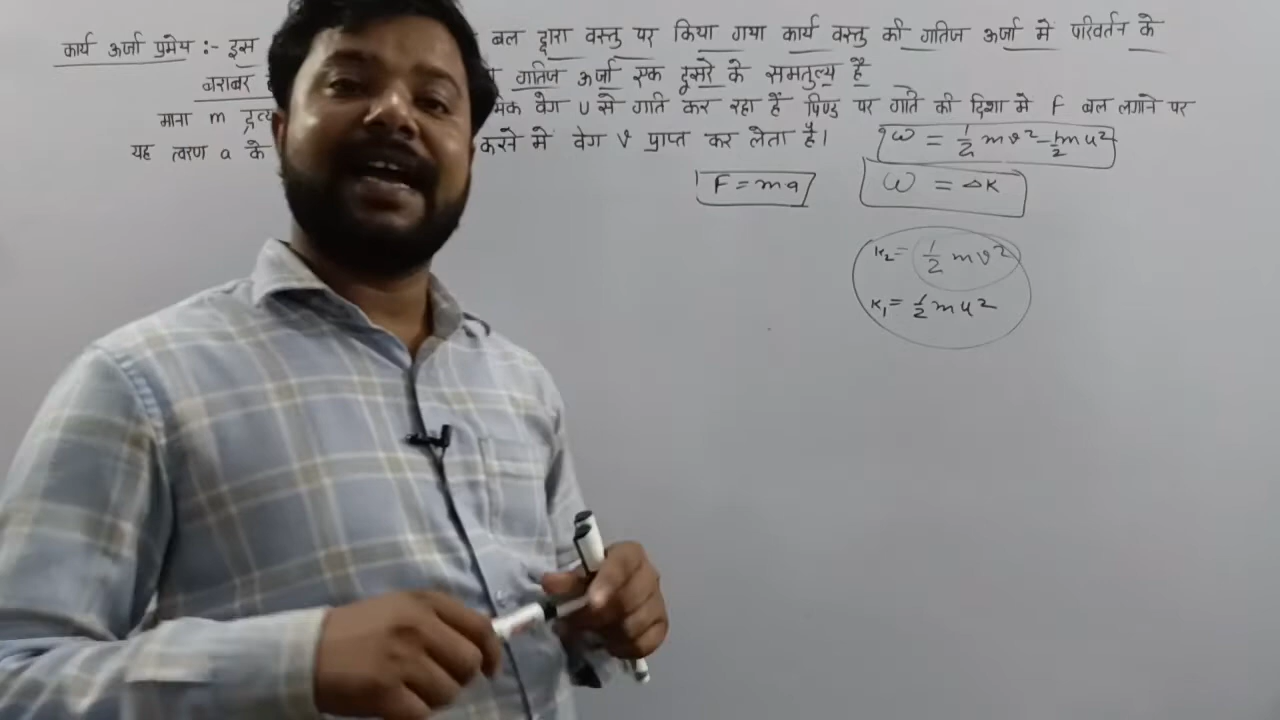 कार्य ऊर्जा प्रमेय :- इस बल द्वारा वस्तु पर किया गया कार्य वस्तु की गतिज ऊर्जा में परिवर्तन के
बराबर गतिज ऊर्जा एक दूसरे के समतुल्य है
माना m द्रव्य वेग u से गति कर रहा हैं पिण्ड पर गति की दिशा मे F बल लगाने पर
यह त्वरण a के करने में वेग v प्राप्त कर लेता है।
W = 1/2 mv² - 1/2 mu²
F = ma
W = ΔK
K₂ = 1/2 mv²
K₁ = 1/2 mu²